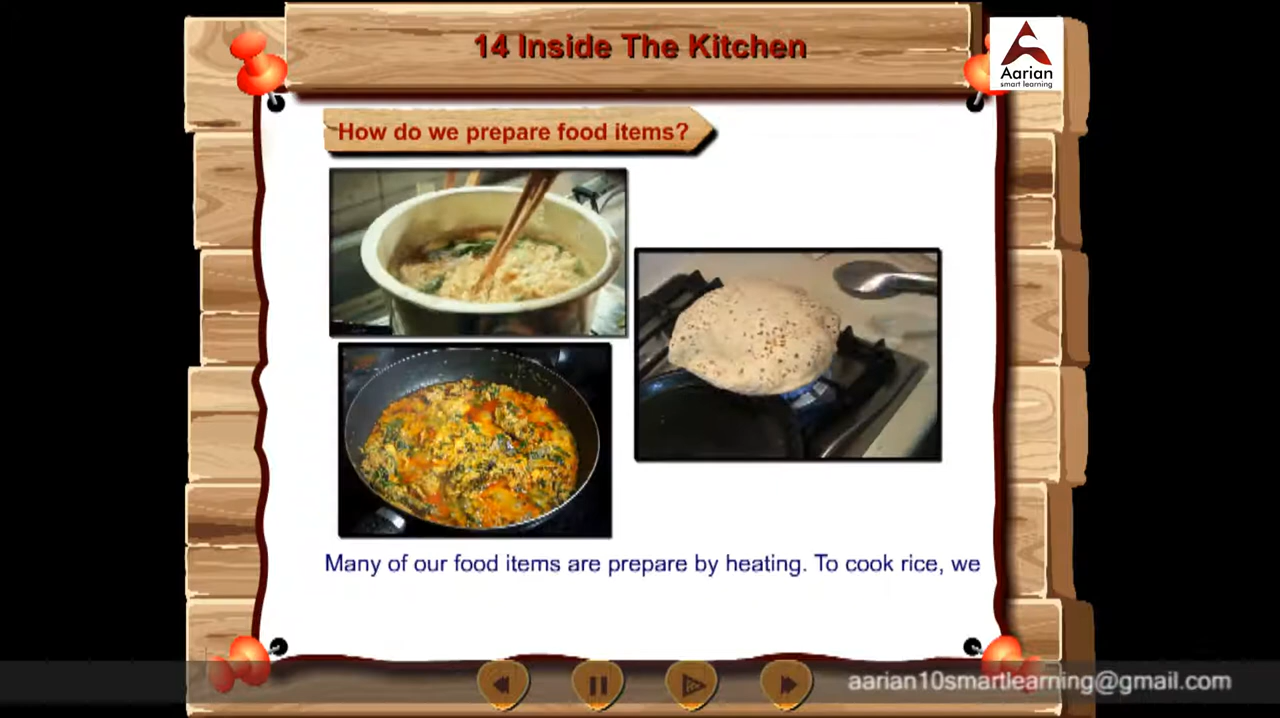 14 Inside The Kitchen
Aarian
smart learning
How do we prepare food items?
Many of our food items are prepare by heating. To cook rice, we
aarian10smartlearning@gmail.com